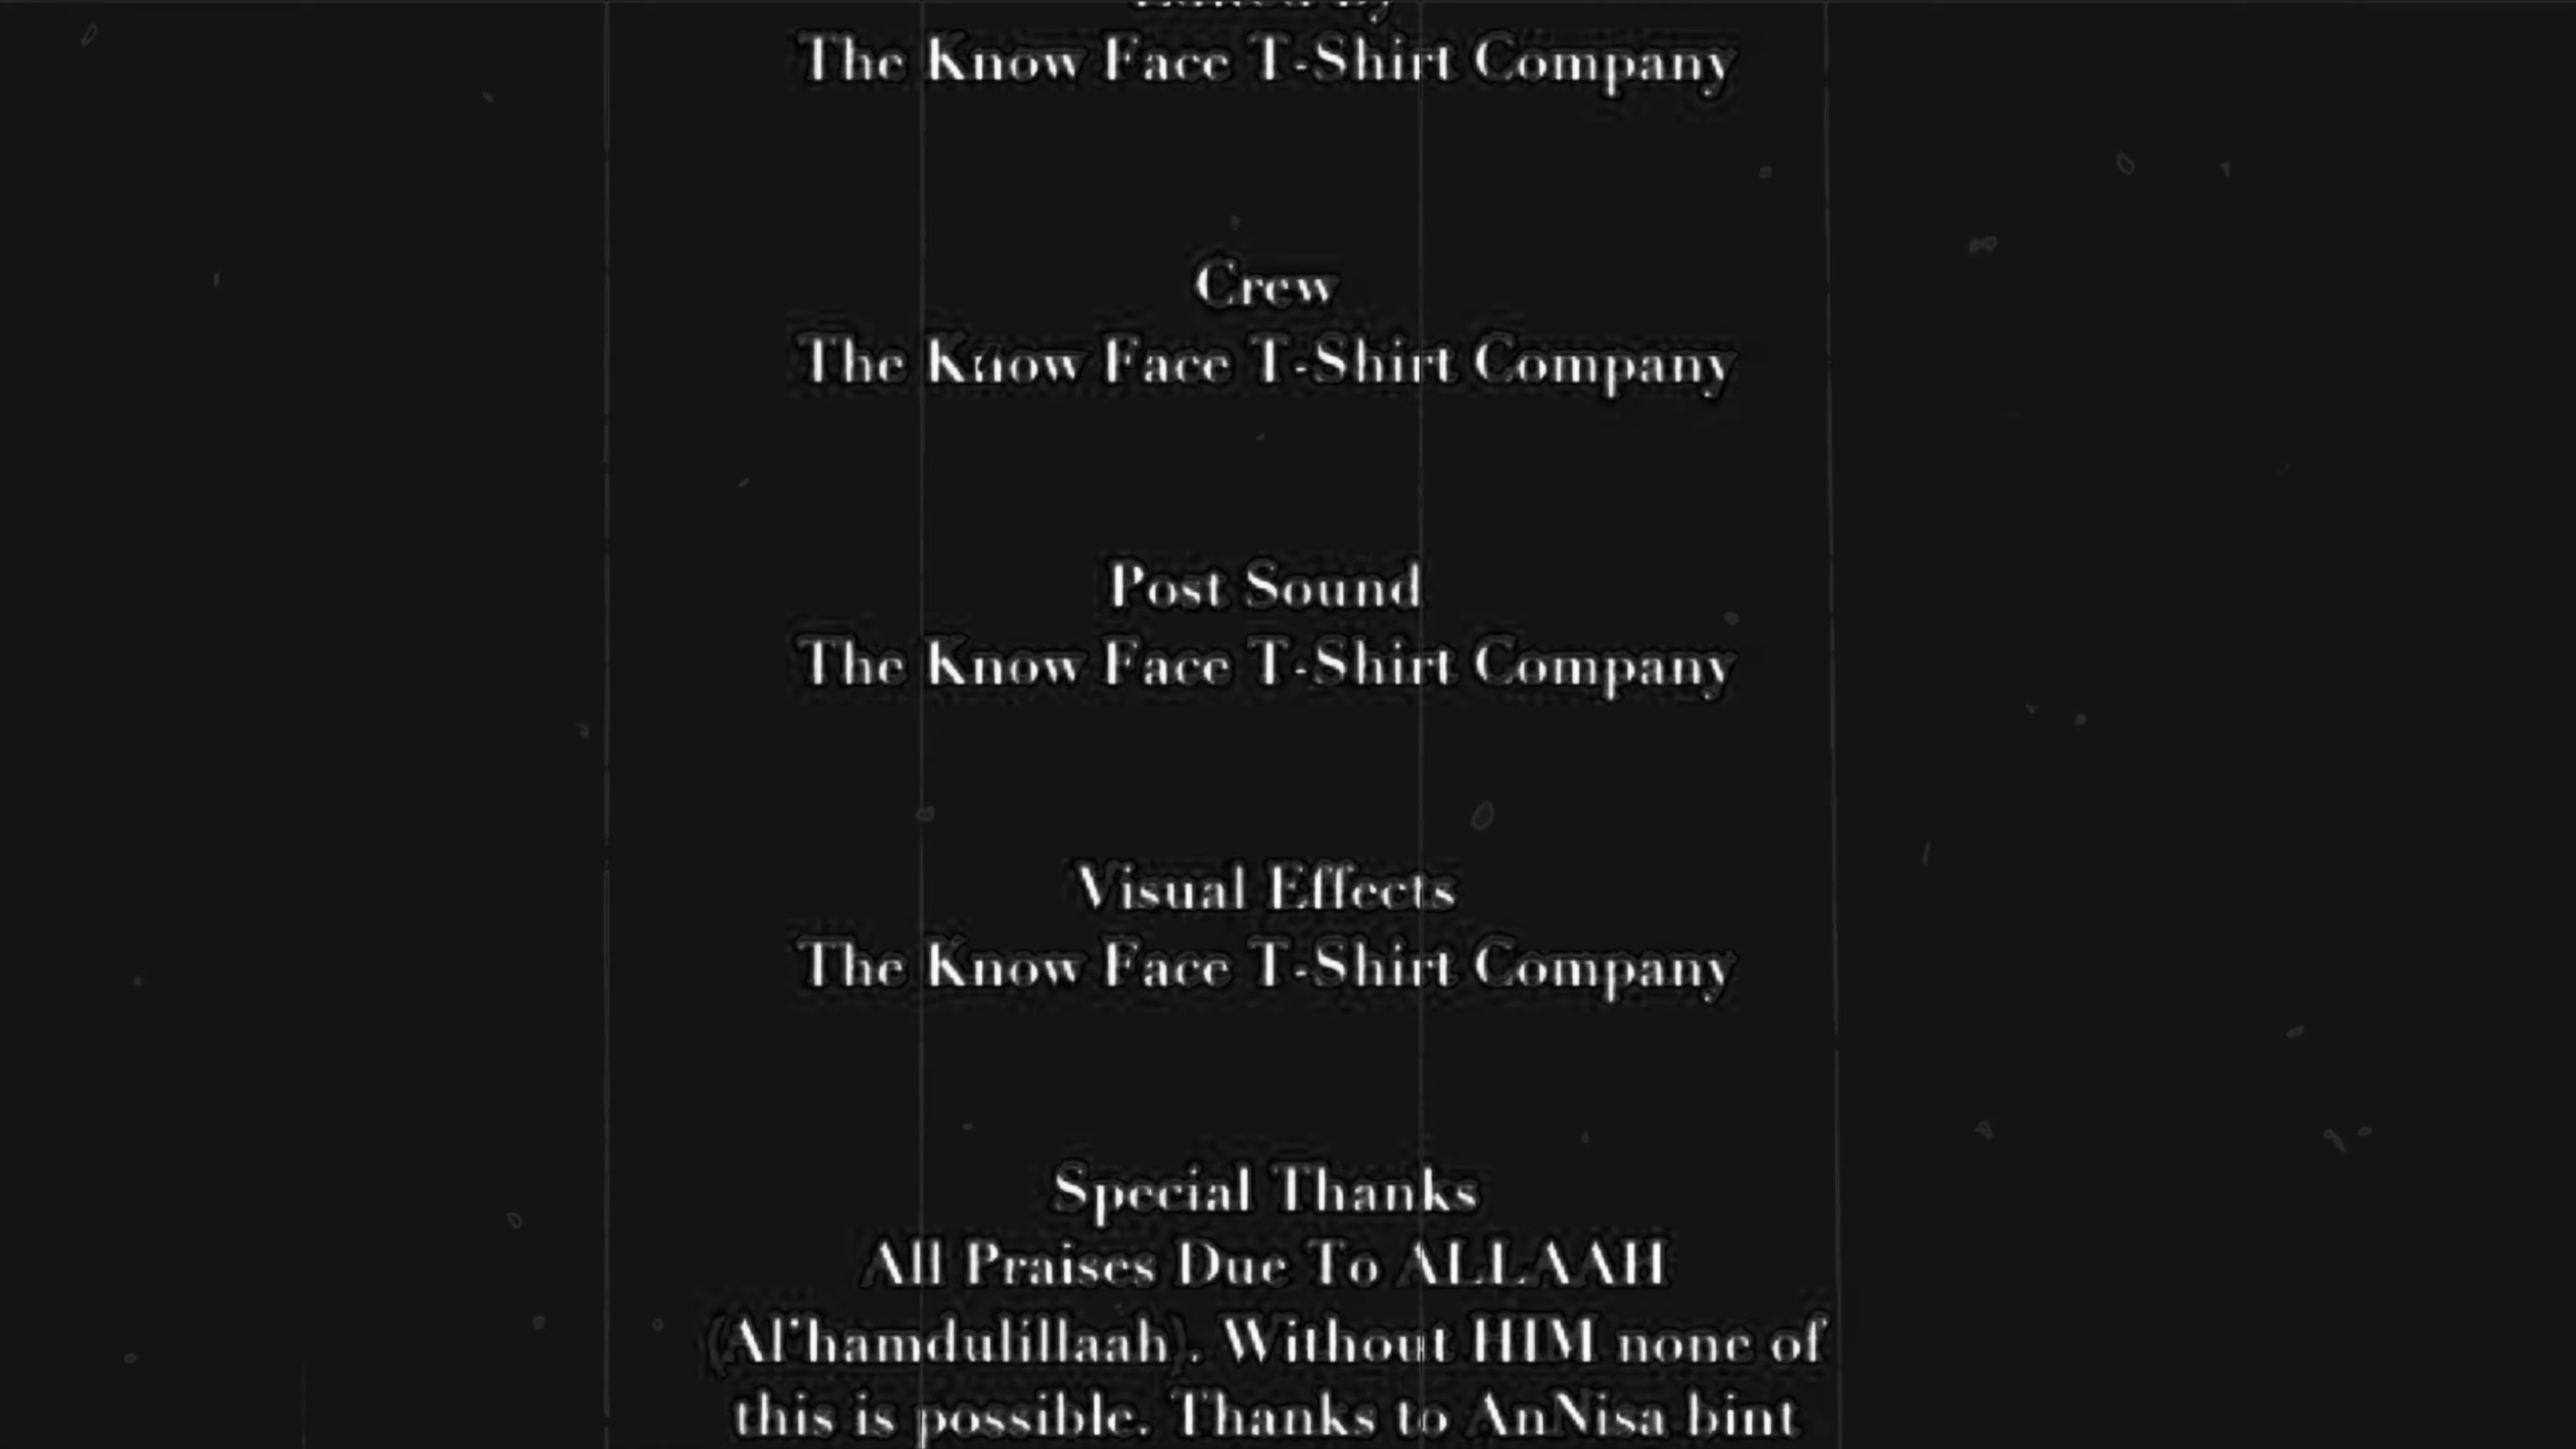 The Know Face T-Shirt Company
Crew
The Know Face T-Shirt Company
Post Sound
The Know Face T-Shirt Company
Visual Effects
The Know Face T-Shirt Company
Special Thanks
All Praises Due To ALLAAH
(Al'hamdulillaah). Without HIM none of
this is possible. Thanks to AnNisa bint